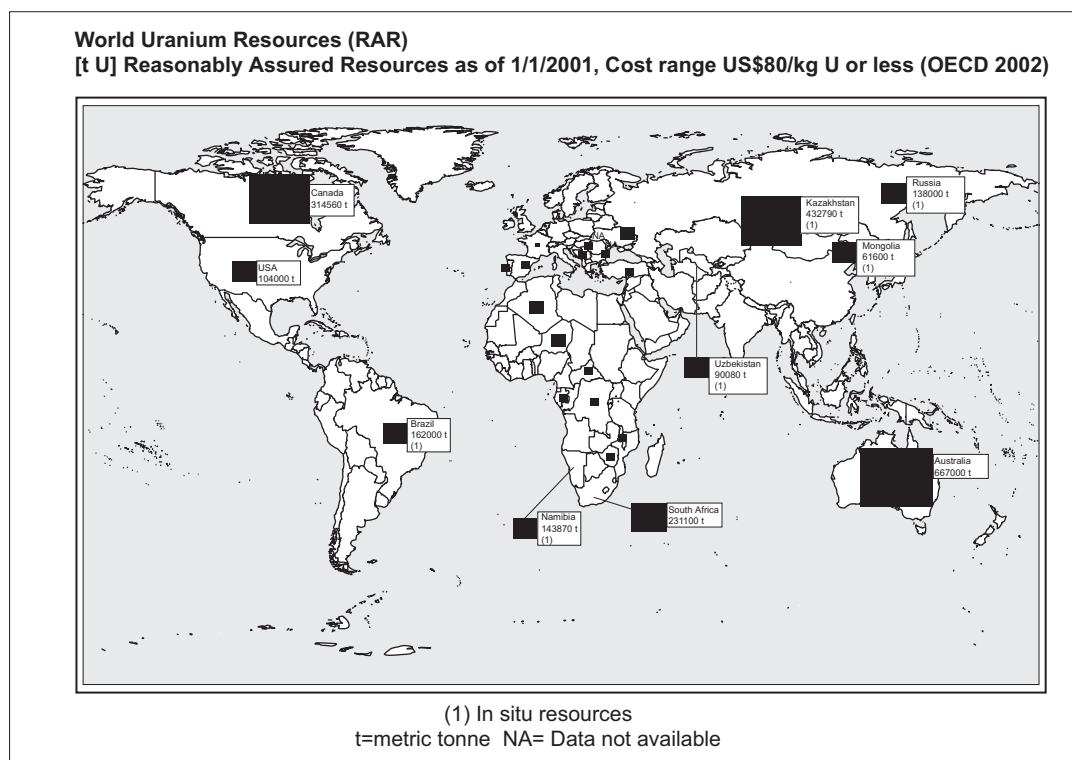 World Uranium Resources (RAR)
[t U] Reasonably Assured Resources as of 1/1/2001, Cost range US$80/kg U or less (OECD 2002)
Canada
314560 t
Russia
138000 t
(1)
Kazakhstan
432790 t
(1)
NA
Mongolia
61600 t
(1)
USA
104000 t
Uzbekistan
90080 t
(1)
Brazil
162000 t
(1)
Australia
667000 t
Namibia
143870 t
(1)
South Africa
231100 t
(1) In situ resources
t=metric tonne NA= Data not available